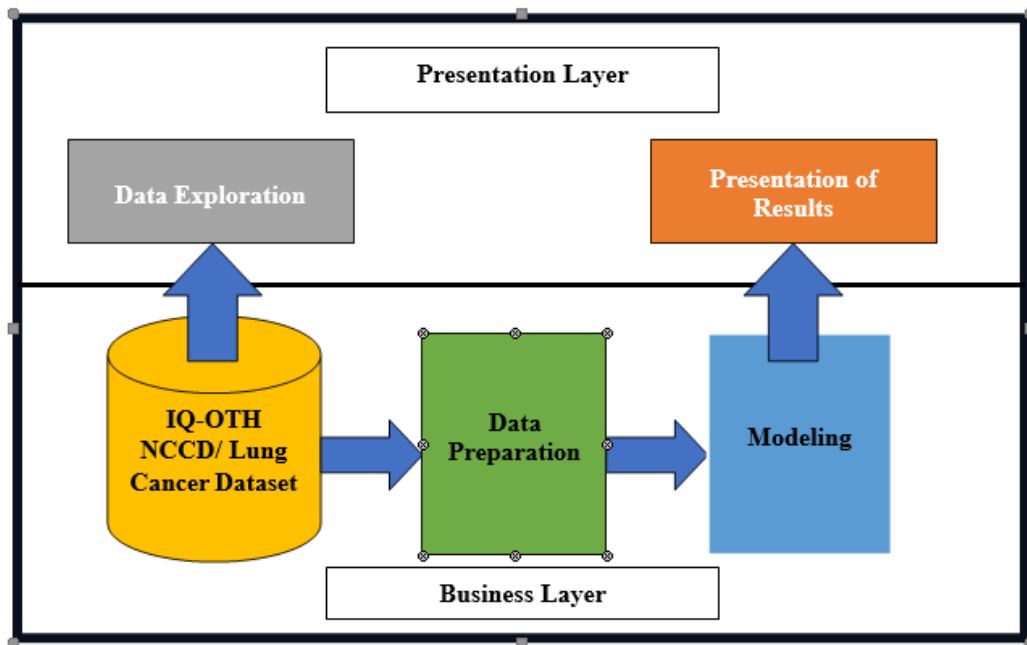 Presentation Layer
Data Exploration
Presentation of
Results
IQ-OTH
NCCD/ Lung
Cancer Dataset
Data
Preparation
Modeling
Business Layer